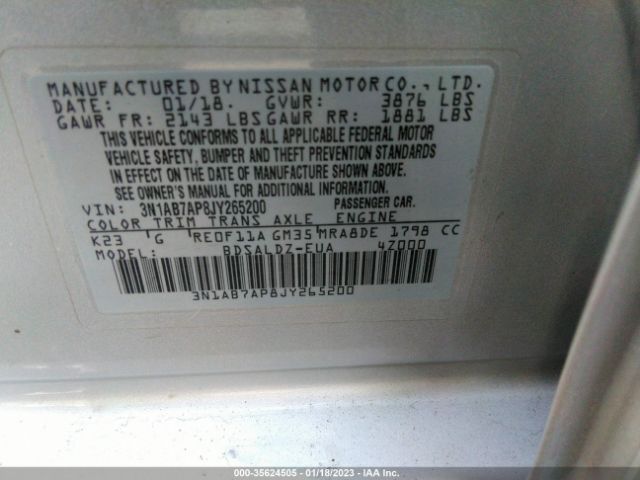 MANUFACTURED BY NISSAN MOTOR CO., LTD.
DATE: 01/18. GVWR: 3876 LBS
GAWR FR: 2143 LBS GAWR RR: 1881 LBS
THIS VEHICLE CONFORMS TO ALL APPLICABLE FEDERAL MOTOR
VEHICLE SAFETY, BUMPER AND THEFT PREVENTION STANDARDS
IN EFFECT ON THE DATE OF MANUFACTURE SHOWN ABOVE.
SEE OWNER'S MANUAL FOR ADDITIONAL INFORMATION.
VIN: 3N1AB7AP8JY265200 PASSENGER CAR.
COLOR TRIM TRANS AXLE ENGINE
K23 G RE0F11A GM35 MRA8DE 1798 CC
MODEL: BDSALDZ-EUA 4Z000
3N1AB7AP8JY265200
000-35624505 - 01/18/2023 - IAA Inc.